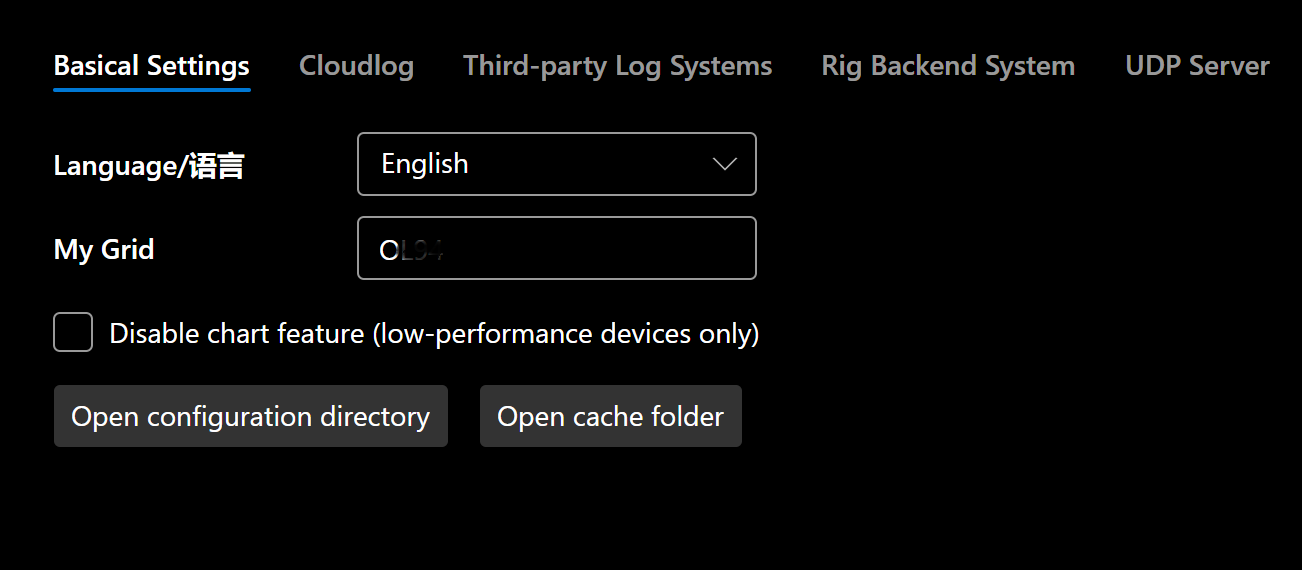 Basical Settings Cloudlog Third-party Log Systems Rig Backend System UDP Server
Language/语言 English
My Grid
Disable chart feature (low-performance devices only)
Open configuration directory Open cache folder